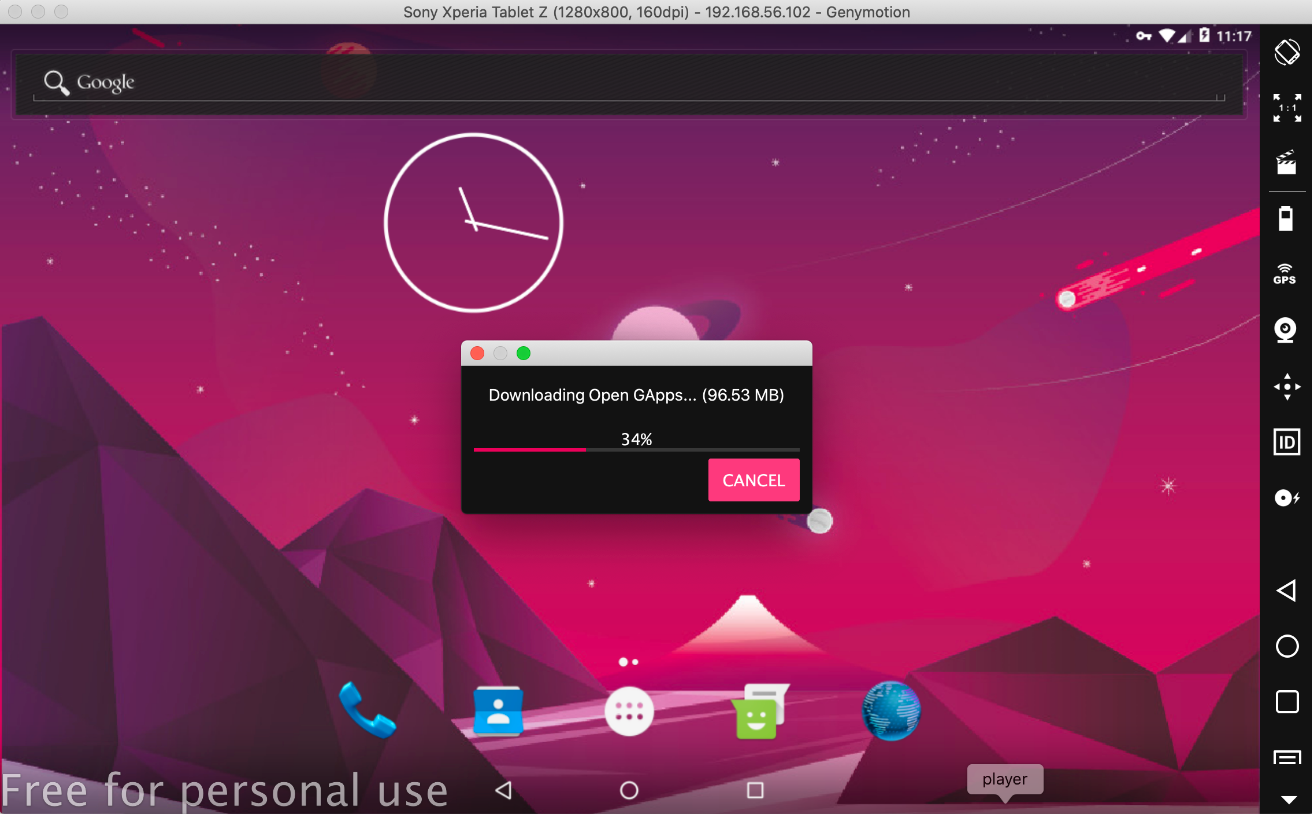 Sony Xperia Tablet Z (1280x800, 160dpi) - 192.168.56.102 - Genymotion
11:17
Google
1 : 1
GPS
Downloading Open GApps... (96.53 MB)
34%
CANCEL
ID
player
Free for personal use